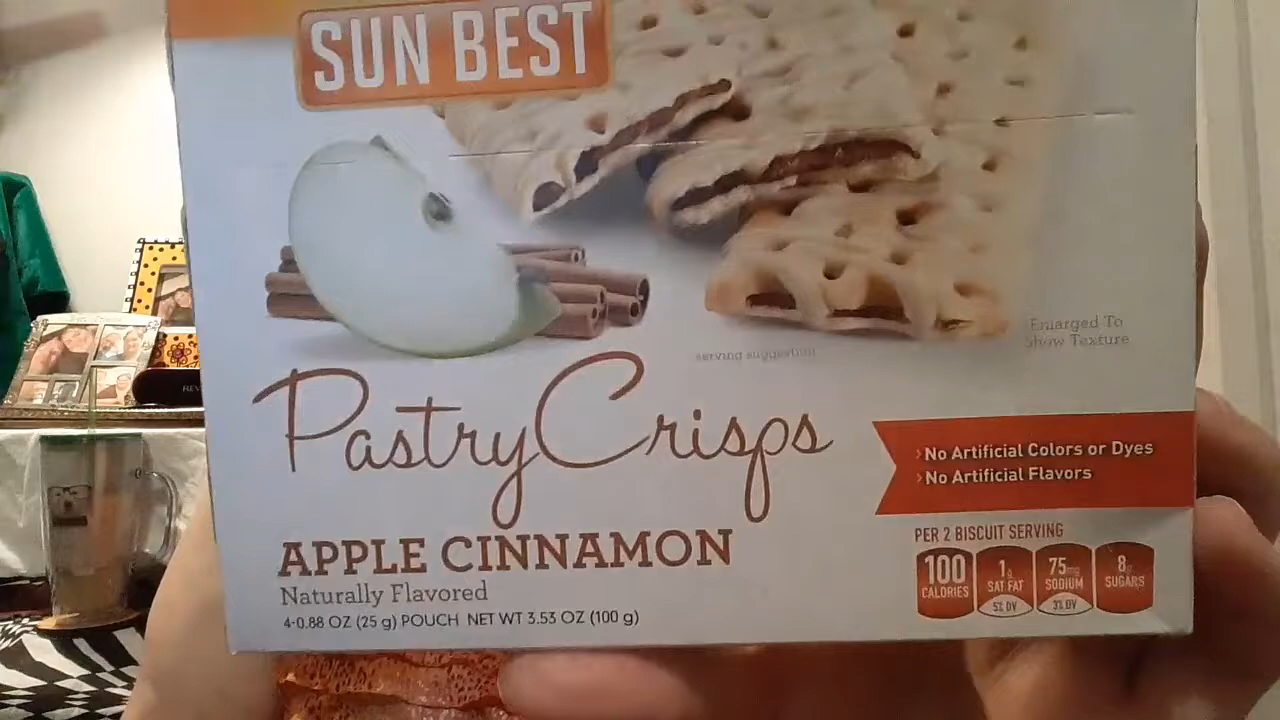 SUN BEST
Enlarged To
Show Texture
serving suggestion
Pastry Crisps
›No Artificial Colors or Dyes
›No Artificial Flavors
APPLE CINNAMON
Naturally Flavored
4-0.88 OZ (25 g) POUCH NET WT 3.53 OZ (100 g)
PER 2 BISCUIT SERVING
100
CALORIES
1g
SAT FAT
5% DV
75mg
SODIUM
3% DV
8g
SUGARS